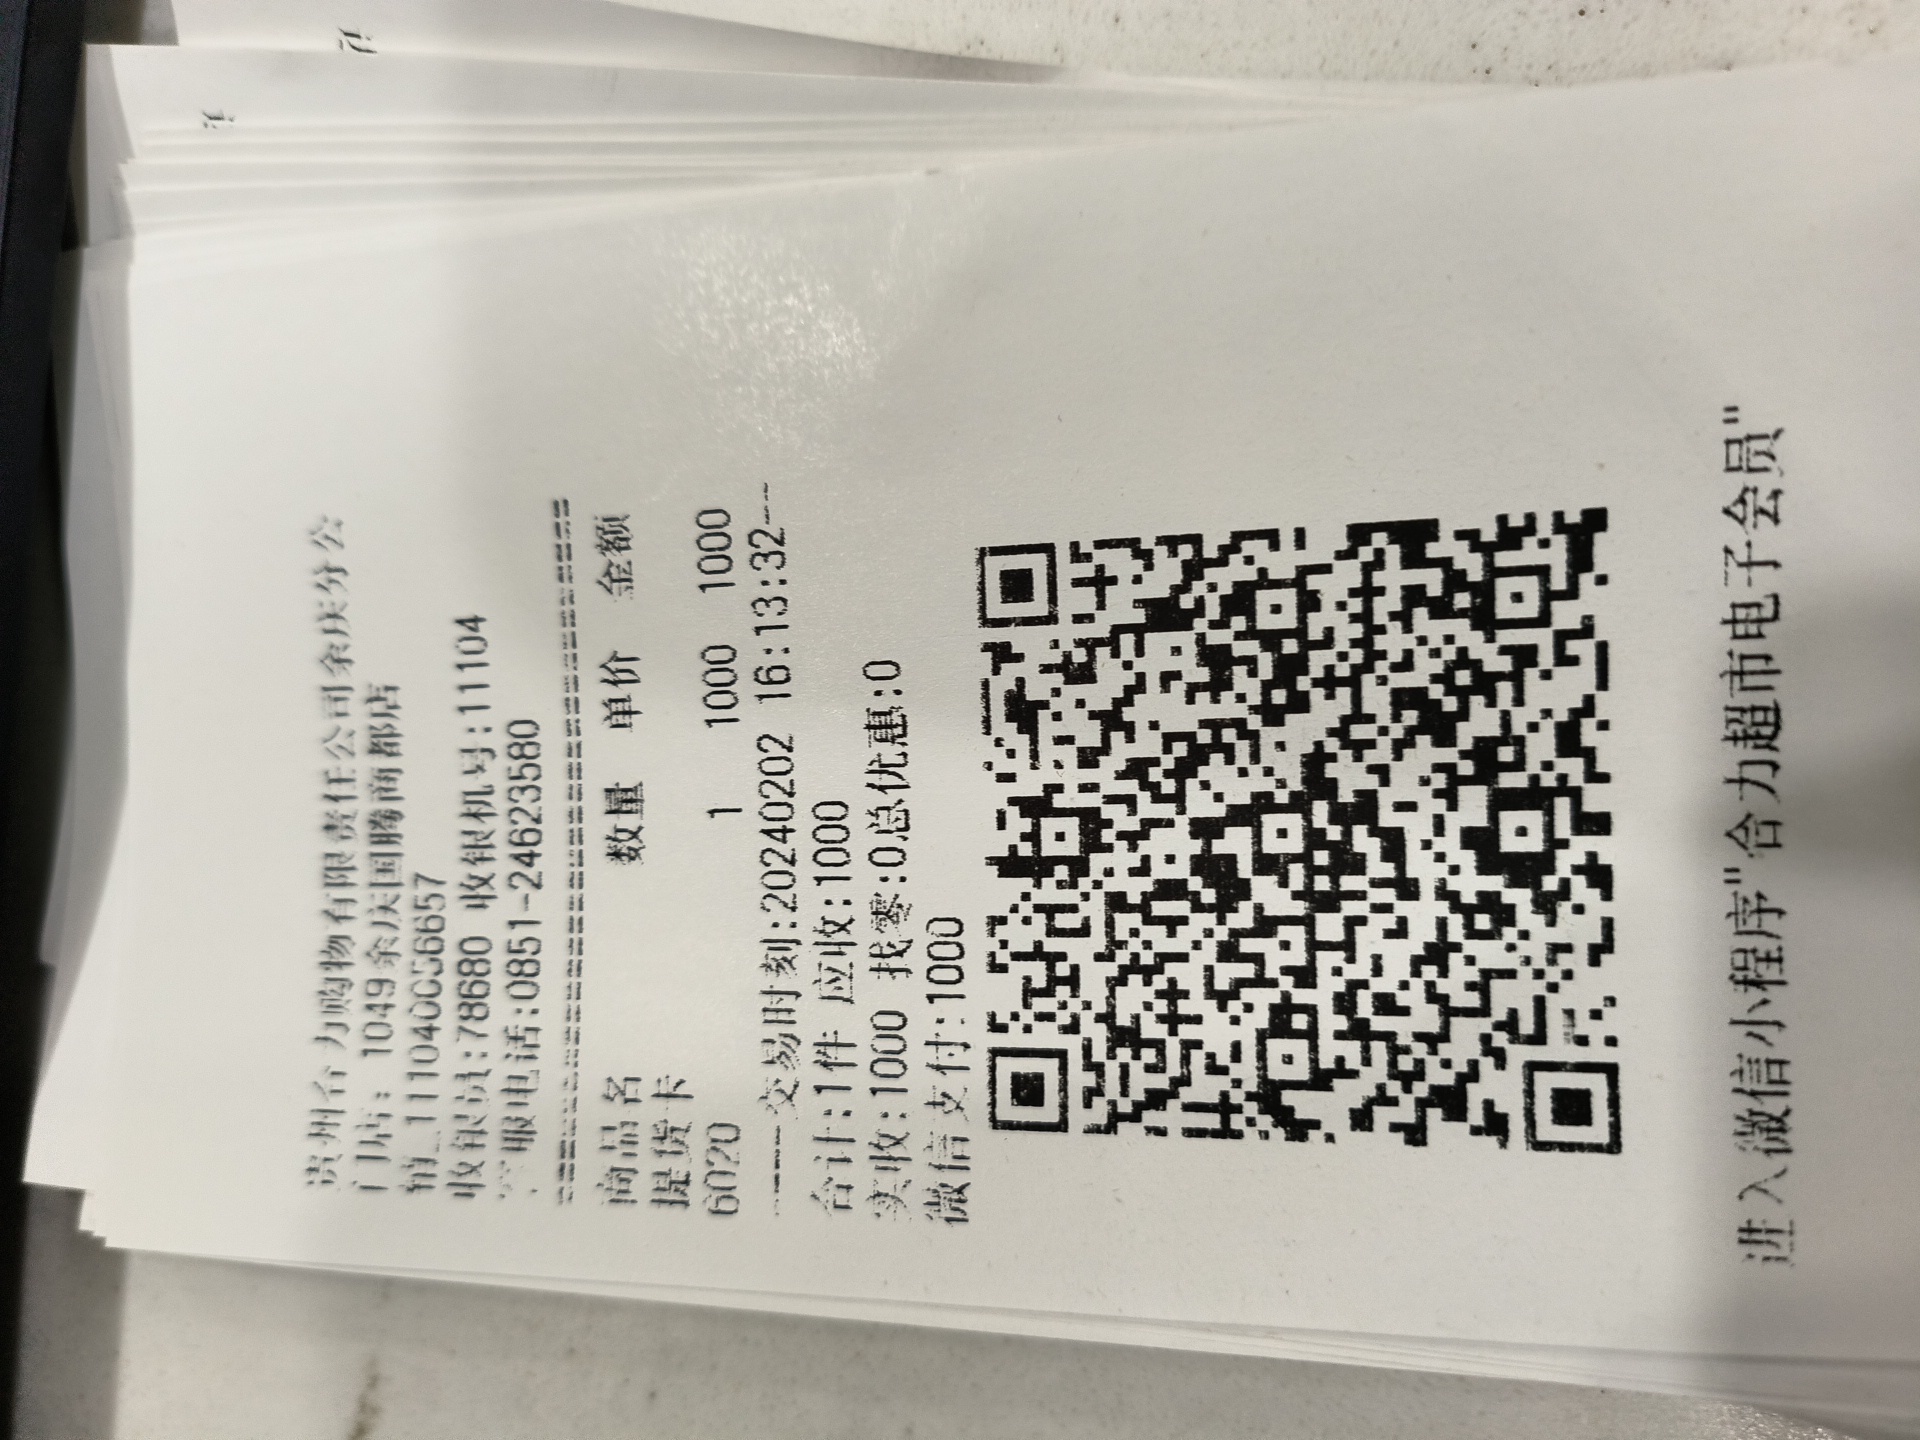 贵州合力购物有限责任公司余庆分公
门店: 1049余庆国腾商都店
销_1110400566657
收银员:78680 收银机号:11104
客服电话:0851-24623580
商品名 数量 单价 金额
提货卡
6020 1 1000 1000
----交易时刻:20240202 16:13:32---
合计:1件 应收:1000
实收:1000 找零:0总优惠:0
微信支付:1000
进入微信小程序"合力超市电子会员"